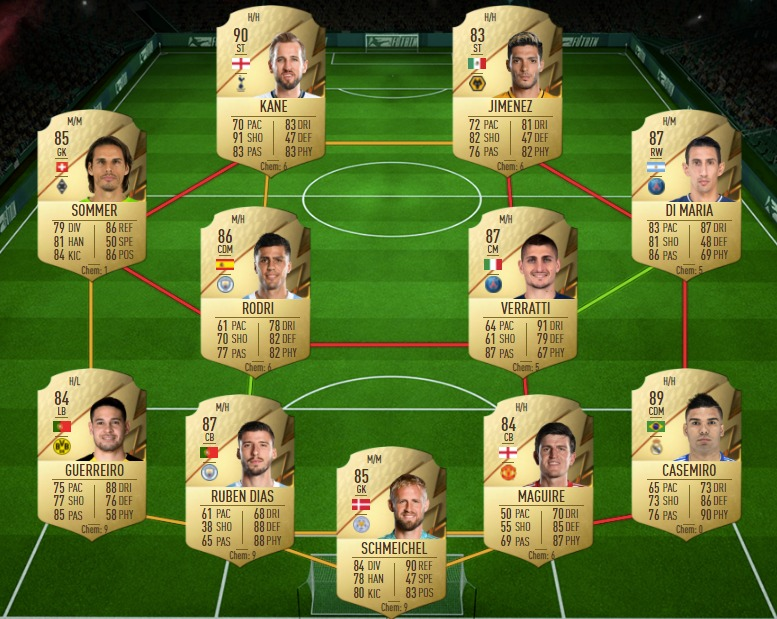 H/H
90
ST
KANE
70 PAC 83 DRI
91 SHO 47 DEF
83 PAS 83 PHY
Chem: 6
H/H
83
ST
JIMENEZ
72 PAC 81 DRI
82 SHO 47 DEF
76 PAS 82 PHY
Chem: 6
M/M
85
GK
SOMMER
79 DIV 86 REF
81 HAN 50 SPE
84 KIC 86 POS
Chem: 1
H/M
87
RW
DI MARIA
83 PAC 87 DRI
81 SHO 48 DEF
86 PAS 69 PHY
Chem: 5
M/H
86
CDM
RODRI
61 PAC 78 DRI
70 SHO 82 DEF
77 PAS 82 PHY
Chem: 6
H/H
87
CM
VERRATTI
64 PAC 91 DRI
61 SHO 79 DEF
87 PAS 67 PHY
Chem: 5
H/L
84
LB
GUERREIRO
75 PAC 88 DRI
77 SHO 76 DEF
85 PAS 58 PHY
Chem: 9
M/H
87
CB
RUBEN DIAS
61 PAC 68 DRI
38 SHO 88 DEF
65 PAS 88 PHY
Chem: 9
M/M
85
GK
SCHMEICHEL
84 DIV 90 REF
78 HAN 47 SPE
80 KIC 83 POS
Chem: 9
M/H
84
CB
MAGUIRE
50 PAC 70 DRI
55 SHO 85 DEF
69 PAS 87 PHY
Chem: 6
H/H
89
CDM
CASEMIRO
65 PAC 73 DRI
73 SHO 86 DEF
76 PAS 90 PHY
Chem: 0